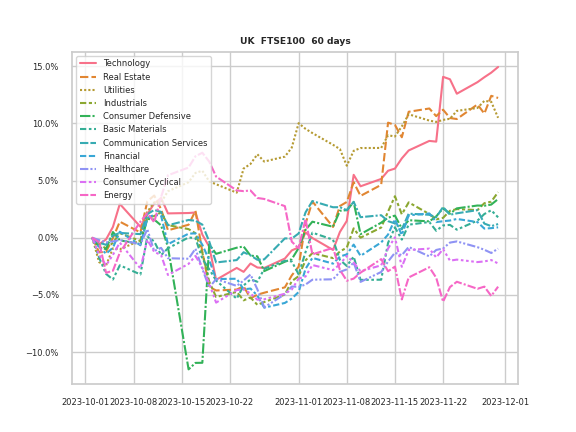 UK  FTSE100  60 days
15.0%
10.0%
5.0%
0.0%
−5.0%
−10.0%
Technology
Real Estate
Utilities
Industrials
Consumer Defensive
Basic Materials
Communication Services
Financial
Healthcare
Consumer Cyclical
Energy
2023-10-01 2023-10-08 2023-10-15 2023-10-22 2023-11-01 2023-11-08 2023-11-15 2023-11-22 2023-12-01